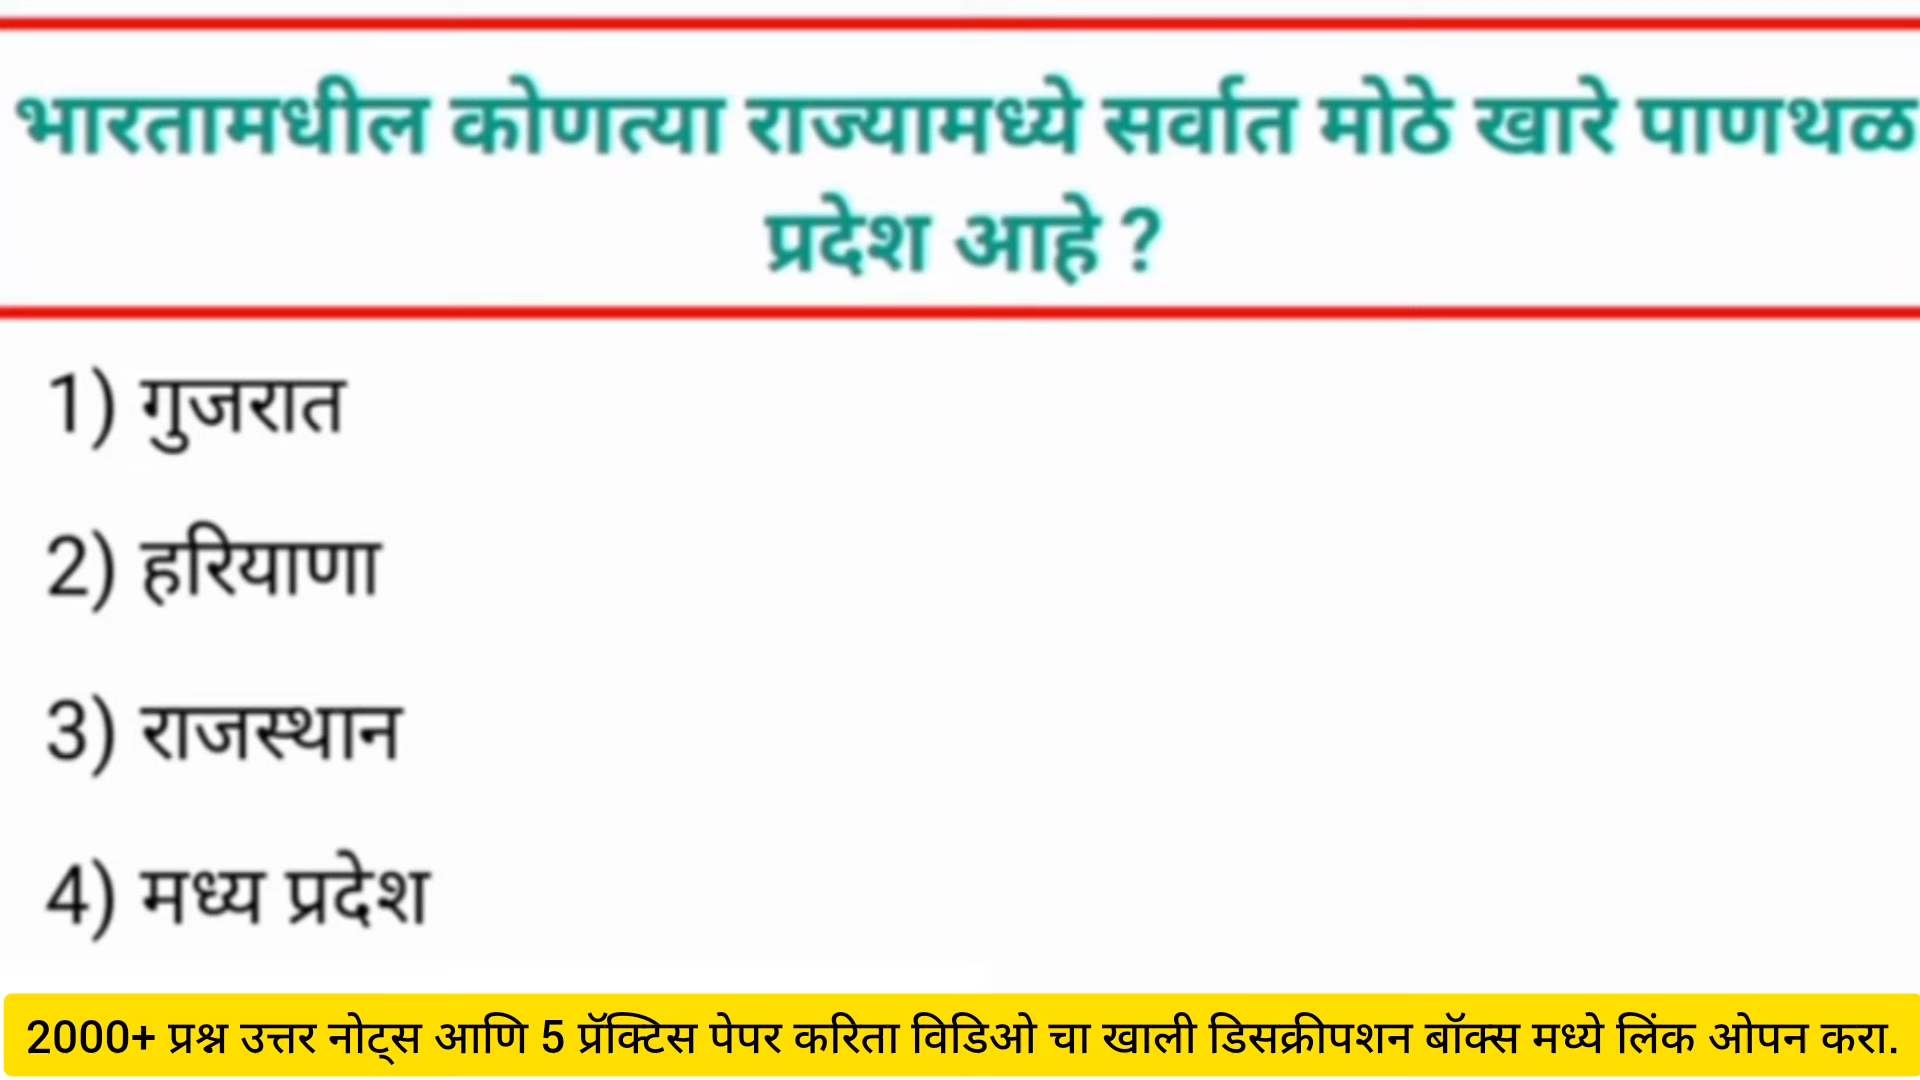 भारतामधील कोणत्या राज्यामध्ये सर्वात मोठे खारे पाणथळ
प्रदेश आहे ?
1) गुजरात
2) हरियाणा
3) राजस्थान
4) मध्य प्रदेश
2000+ प्रश्न उत्तर नोट्स आणि 5 प्रॅक्टिस पेपर करिता विडिओ चा खाली डिसक्रीपशन बॉक्स मध्ये लिंक ओपन करा.